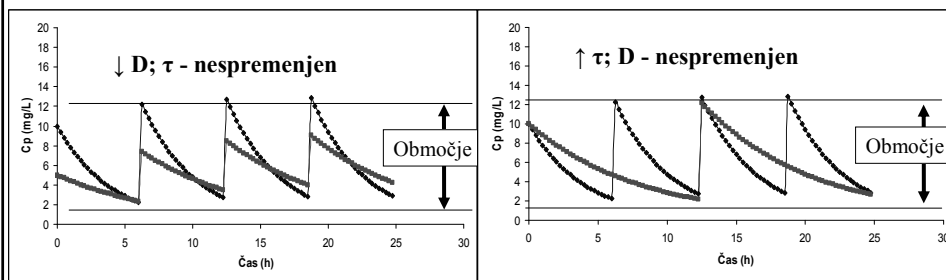 ↓ D; τ - nespremenjen
Cp (mg/L)
20
18
16
14
12
10
8
6
4
2
0
Območje
0 5 10 15 20 25 30
Čas (h)
↑ τ; D - nespremenjen
Cp (mg/L)
20
18
16
14
12
10
8
6
4
2
0
Območje
0 5 10 15 20 25 30
Čas (h)